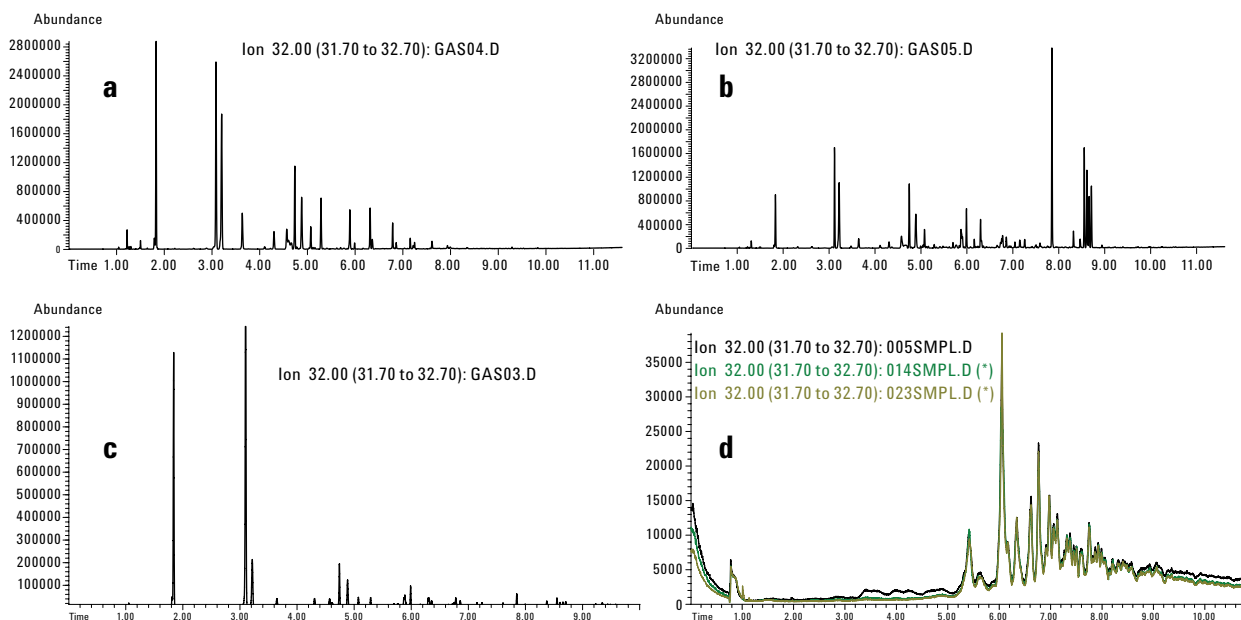 Abundance
Ion 32.00 (31.70 to 32.70): GAS04.D
a
2800000
2400000
2000000
1600000
1200000
800000
400000
0
Time 1.00 2.00 3.00 4.00 5.00 6.00 7.00 8.00 9.00 10.00 11.00
Abundance
Ion 32.00 (31.70 to 32.70): GAS05.D
b
3200000
2800000
2400000
2000000
1600000
1200000
800000
400000
0
Time 1.00 2.00 3.00 4.00 5.00 6.00 7.00 8.00 9.00 10.00 11.00
Abundance
Ion 32.00 (31.70 to 32.70): GAS03.D
c
1200000
1100000
1000000
900000
800000
700000
600000
500000
400000
300000
200000
100000
Time 1.00 2.00 3.00 4.00 5.00 6.00 7.00 8.00 9.00
Abundance
Ion 32.00 (31.70 to 32.70): 005SMPL.D
Ion 32.00 (31.70 to 32.70): 014SMPL.D (*)
Ion 32.00 (31.70 to 32.70): 023SMPL.D (*)
d
35000
30000
25000
20000
15000
10000
5000
0
Time 1.00 2.00 3.00 4.00 5.00 6.00 7.00 8.00 9.00 10.00